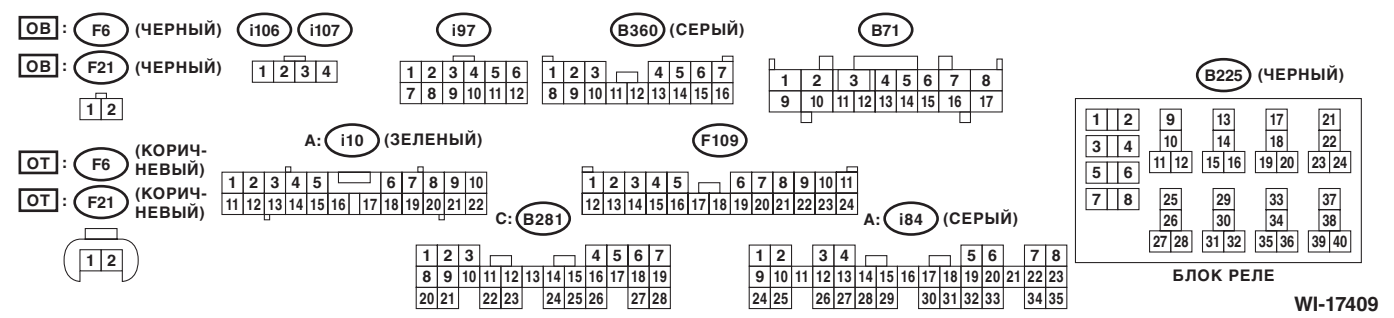 ОВ : F6 (ЧЕРНЫЙ)
ОВ : F21 (ЧЕРНЫЙ)
1 2
ОТ : F6 (КОРИЧ-
НЕВЫЙ)
ОТ : F21 (КОРИЧ-
НЕВЫЙ)
1 2
i106 i107
1 2 3 4
i97
1 2 3 4 5 6
7 8 9 10 11 12
B360 (СЕРЫЙ)
1 2 3 4 5 6 7
8 9 10 11 12 13 14 15 16
B71
1 2 3 4 5 6 7 8
9 10 11 12 13 14 15 16 17
A: i10 (ЗЕЛЕНЫЙ)
1 2 3 4 5 6 7 8 9 10
11 12 13 14 15 16 17 18 19 20 21 22
F109
1 2 3 4 5 6 7 8 9 10 11
12 13 14 15 16 17 18 19 20 21 22 23 24
C: B281
1 2 3 4 5 6 7
8 9 10 11 12 13 14 15 16 17 18 19
20 21 22 23 24 25 26 27 28
A: i84 (СЕРЫЙ)
1 2 3 4 5 6 7 8
9 10 11 12 13 14 15 16 17 18 19 20 21 22 23
24 25 26 27 28 29 30 31 32 33 34 35
B225 (ЧЕРНЫЙ)
1 2 9 13 17 21
3 4 10 14 18 22
5 6 11 12 15 16 19 20 23 24
7 8 25 29 33 37
26 30 34 38
27 28 31 32 35 36 39 40
БЛОК РЕЛЕ
WI-17409